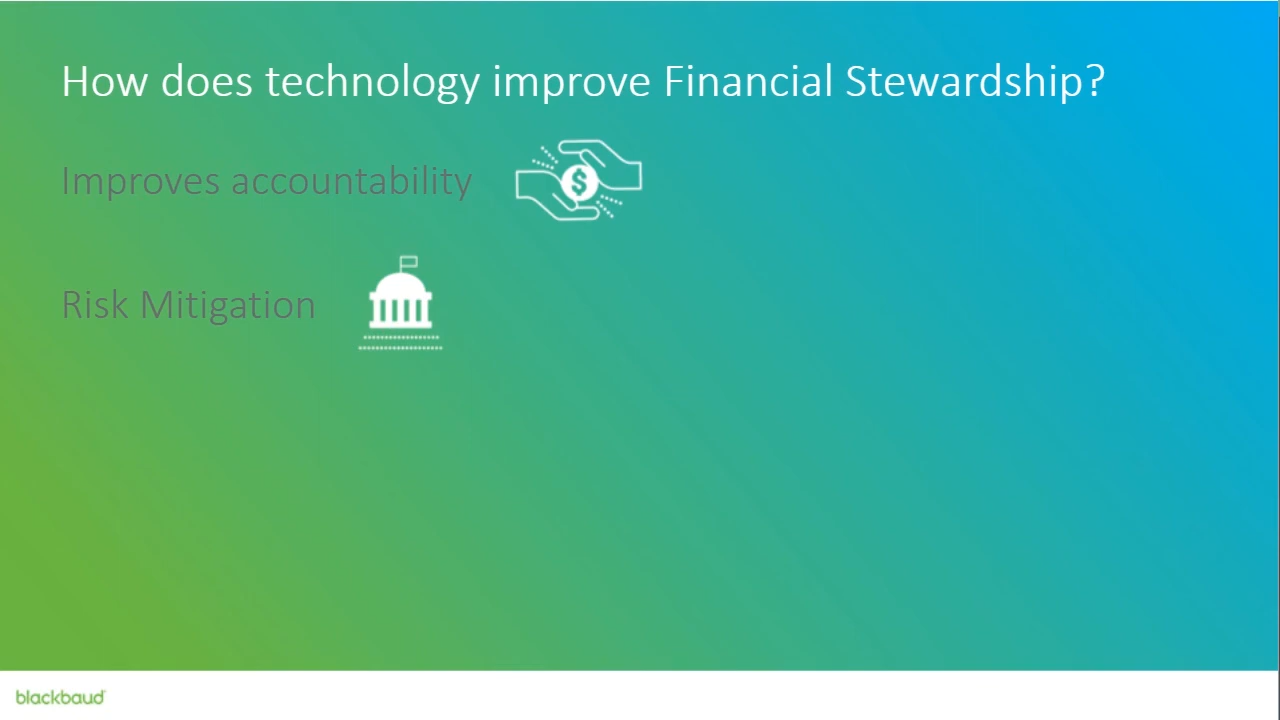 How does technology improve Financial Stewardship?
Improves accountability
$
Risk Mitigation
blackbaud